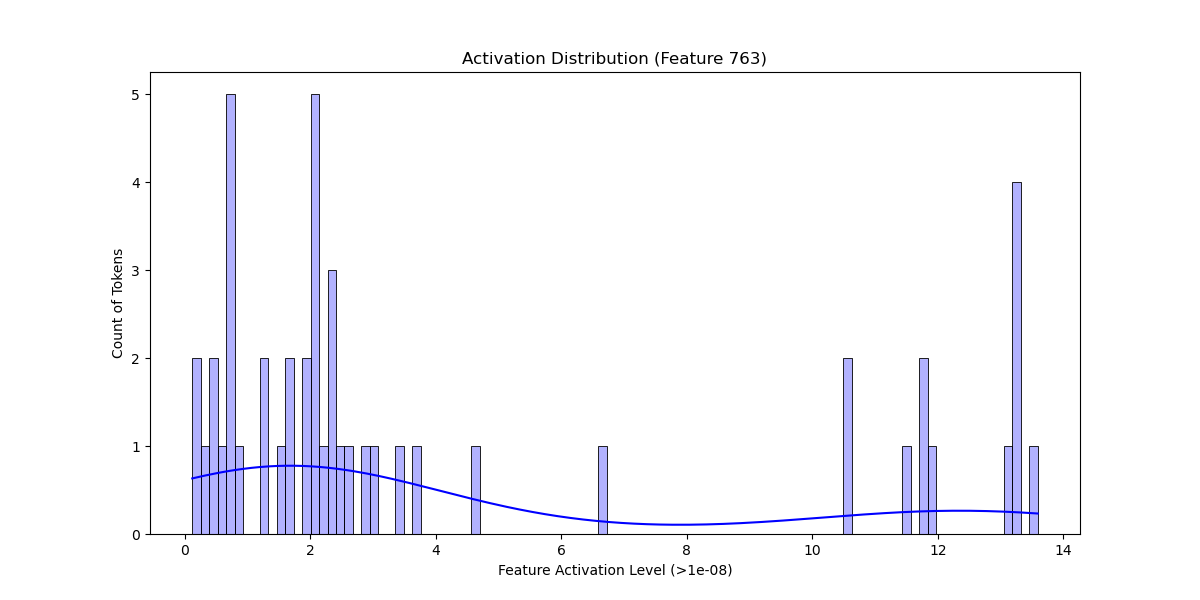 Activation Distribution (Feature 763)
5
4
3
2
1
0
Count of Tokens
0 2 4 6 8 10 12 14
Feature Activation Level (>1e-08)